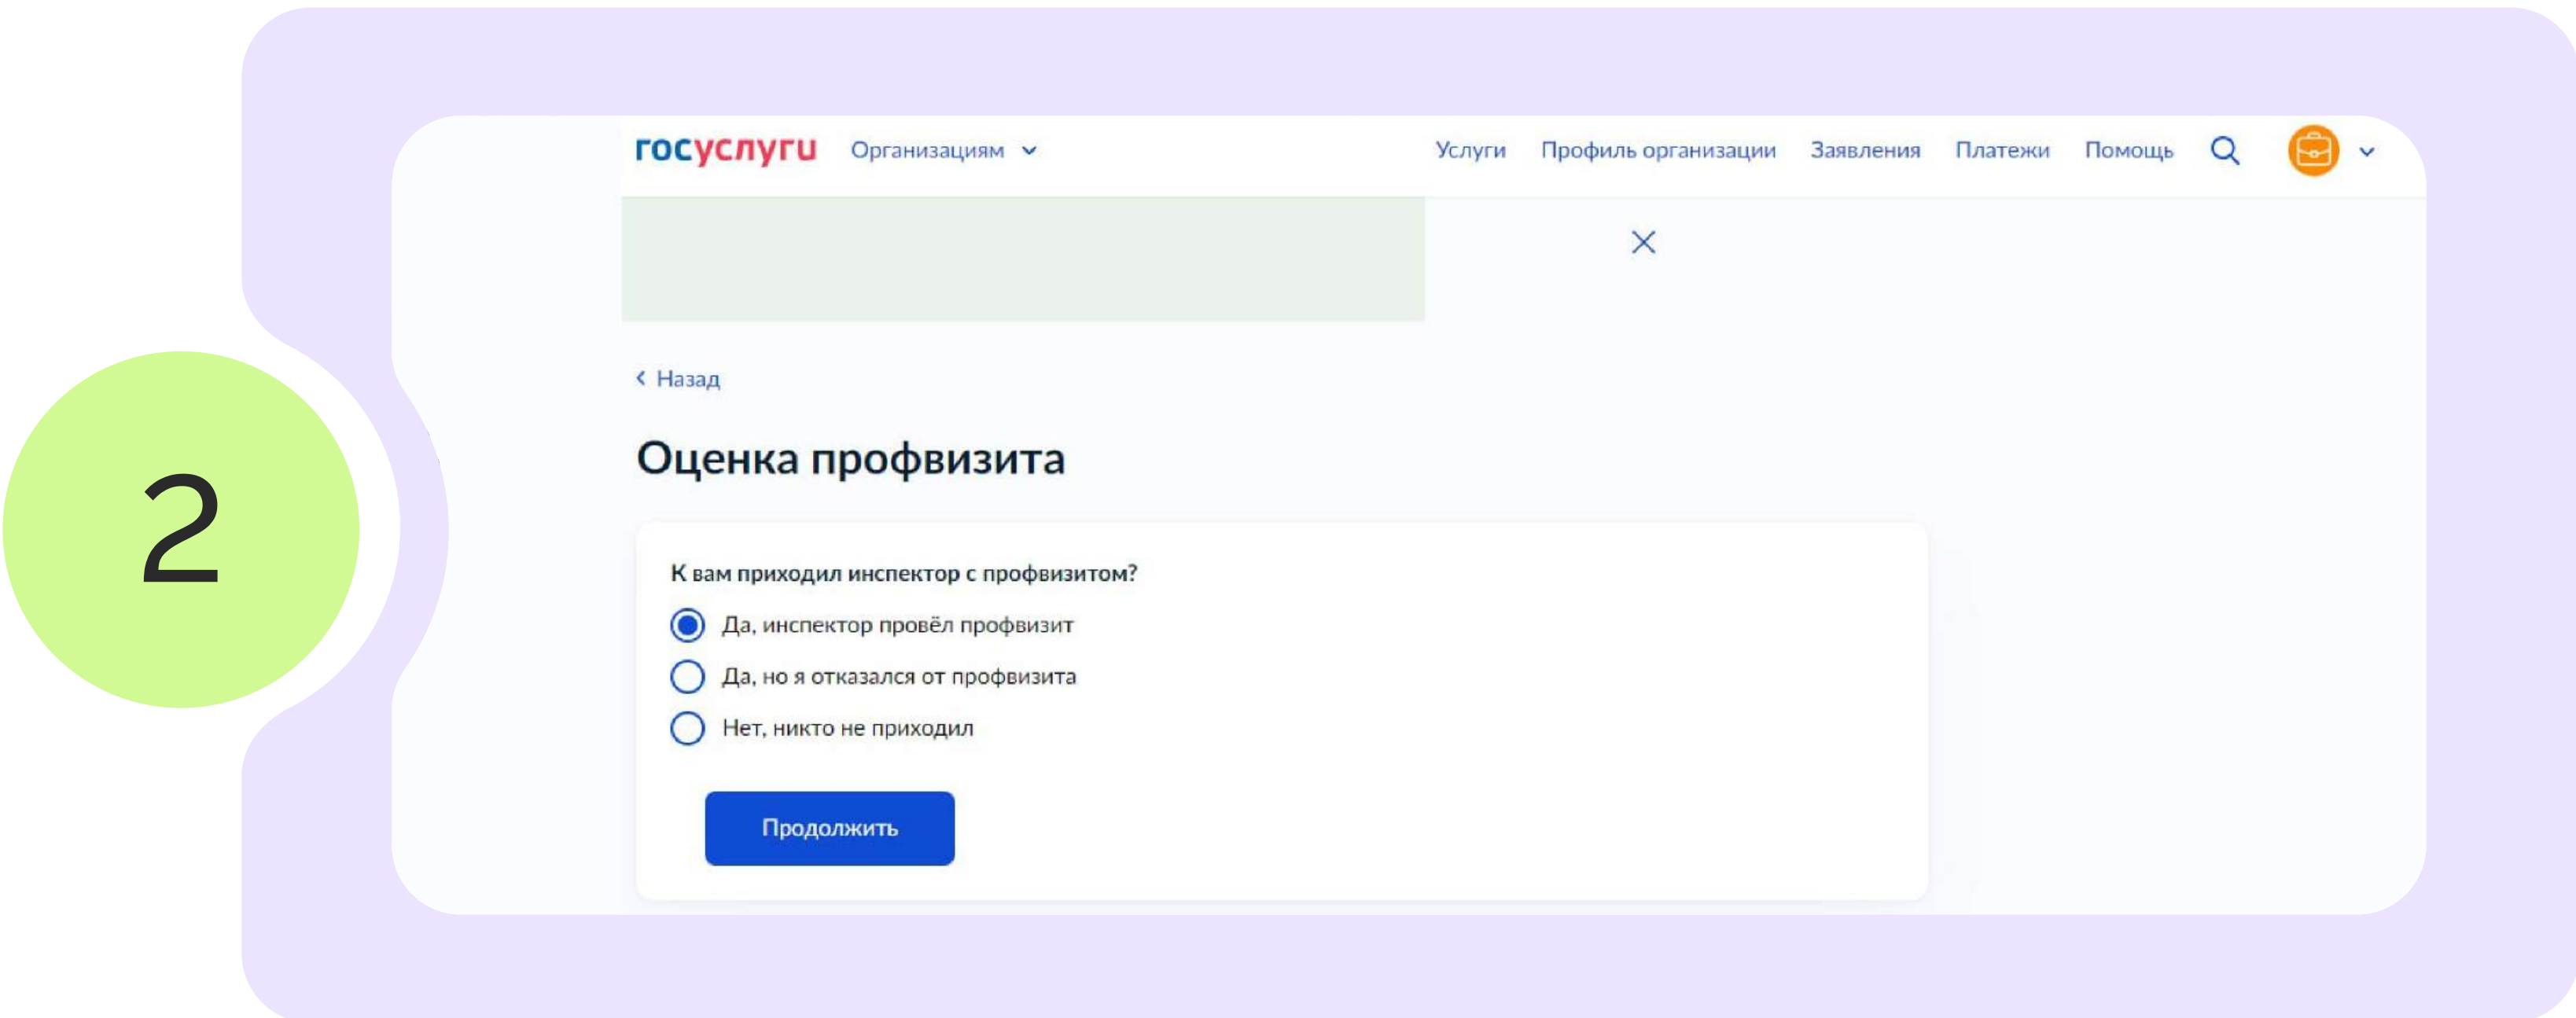 госуслуги Организациям Услуги Профиль организации Заявления Платежи Помощь
Назад
Оценка профвизита
2
К вам приходил инспектор с профвизитом?
Да, инспектор провёл профвизит
Да, но я отказался от профвизита
Нет, никто не приходил
Продолжить